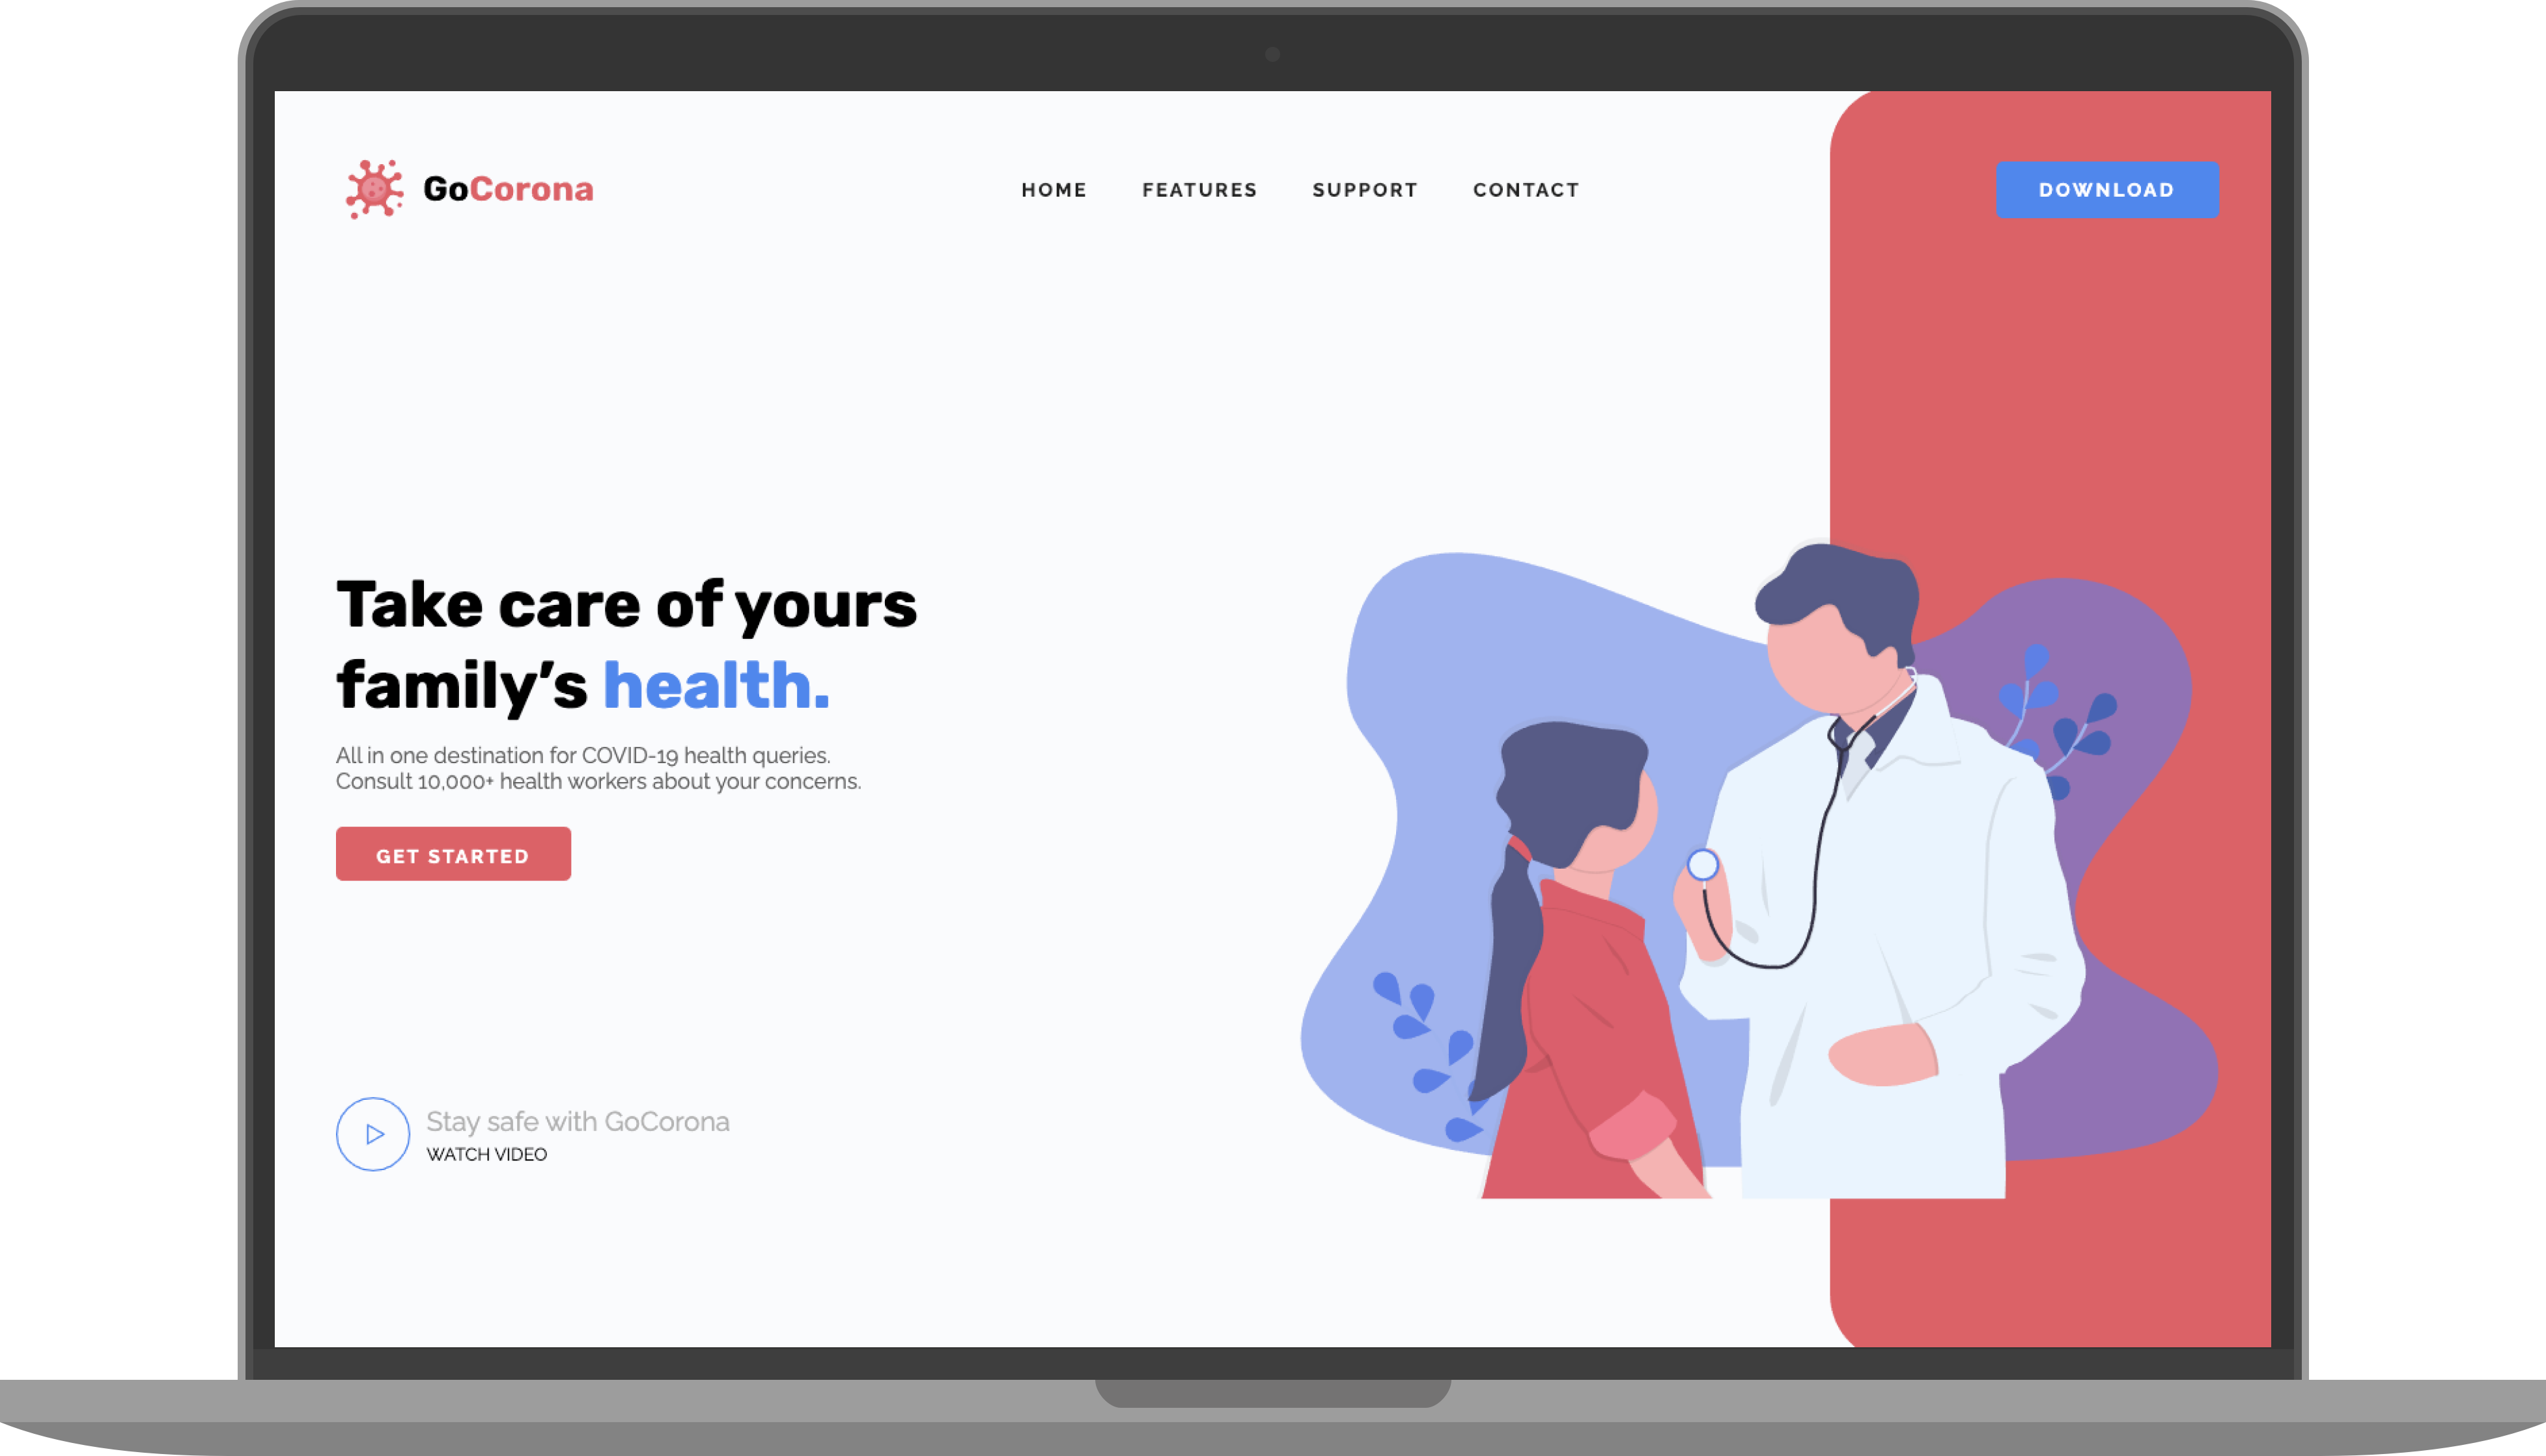 GoCorona
HOME FEATURES SUPPORT CONTACT
DOWNLOAD
Take care of yours
family’s health.
All in one destination for COVID-19 health queries.
Consult 10,000+ health workers about your concerns.
GET STARTED
Stay safe with GoCorona
WATCH VIDEO